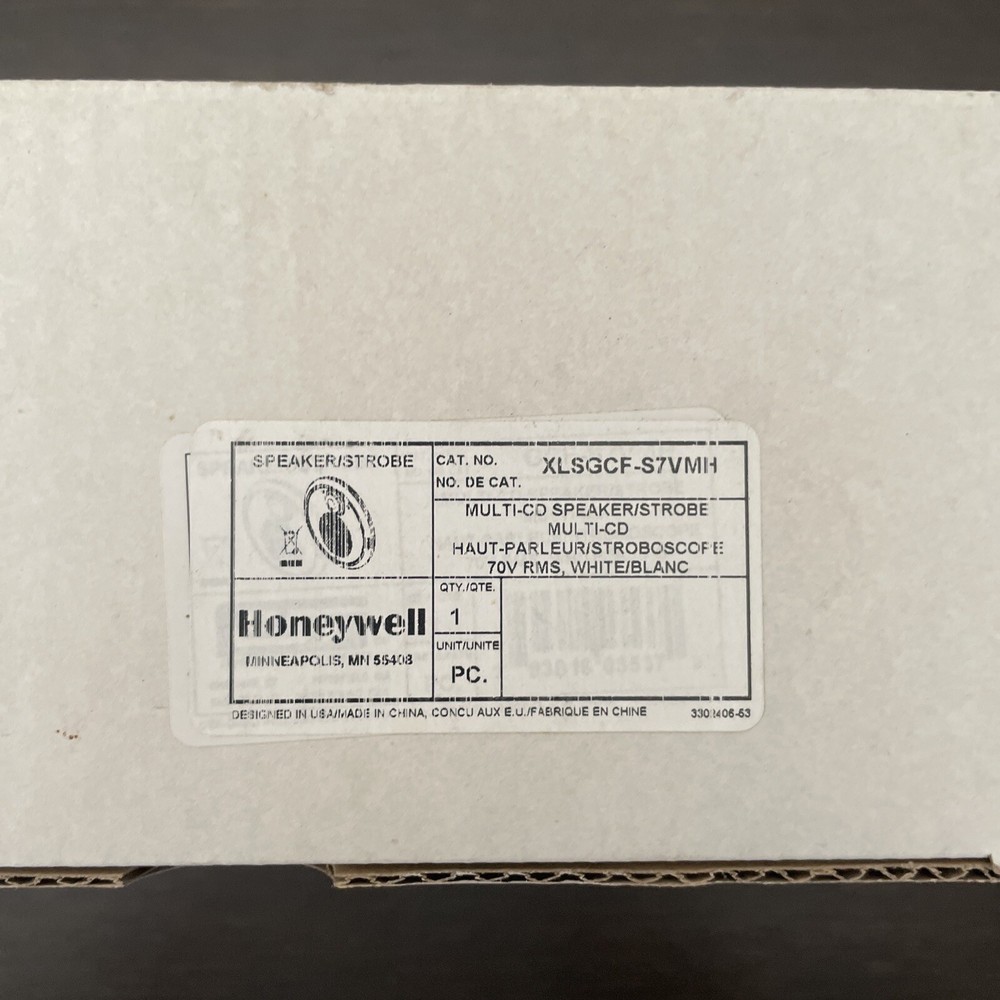 SPEAKER/STROBE
CAT. NO. XLSGCF-S7VMH
NO. DE CAT.
MULTI-CD SPEAKER/STROBE
MULTI-CD
HAUT-PARLEUR/STROBOSCOPE
70V RMS, WHITE/BLANC
Honeywell
MINNEAPOLIS, MN 55408
QTY./QTE.
1
UNIT/UNITE
PC.
DESIGNED IN USA/MADE IN CHINA, CONCU AUX E.U./FABRIQUE EN CHINE